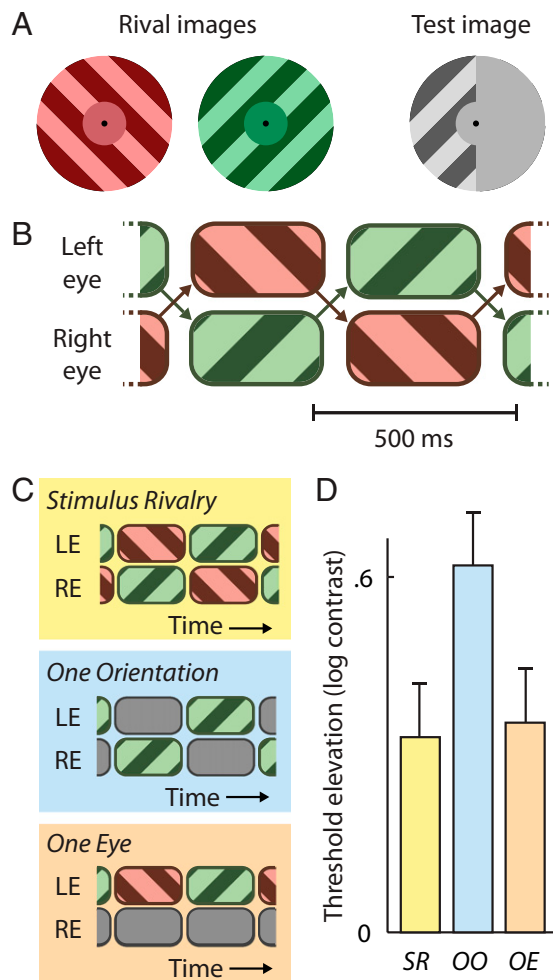 A
Rival images
Test image
B
Left
eye
Right
eye
500 ms
C
Stimulus Rivalry
LE
RE
Time
One Orientation
LE
RE
Time
One Eye
LE
RE
Time
D
Threshold elevation (log contrast)
.6
0
SR OO OE